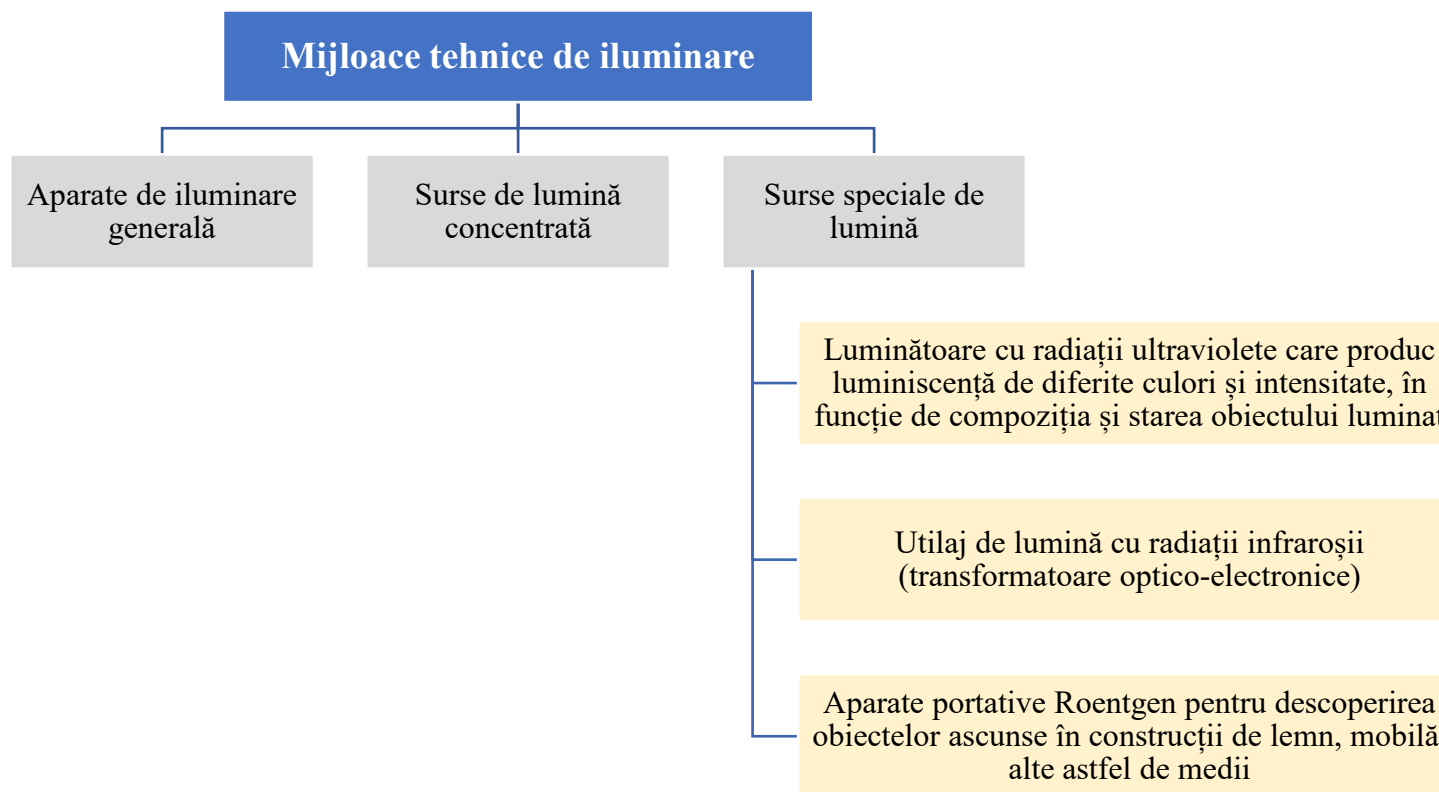 Mijloace tehnice de iluminare
Aparate de iluminare
generală
Surse de lumină
concentrată
Surse speciale de
lumină
Luminătoare cu radiații ultraviolete care produc
luminiscență de diferite culori și intensitate, în
funcție de compoziția și starea obiectului luminat
Utilaj de lumină cu radiații infraroșii
(transformatoare optico-electronice)
Aparate portative Roentgen pentru descoperirea
obiectelor ascunse în construcții de lemn, mobilă
alte astfel de medii